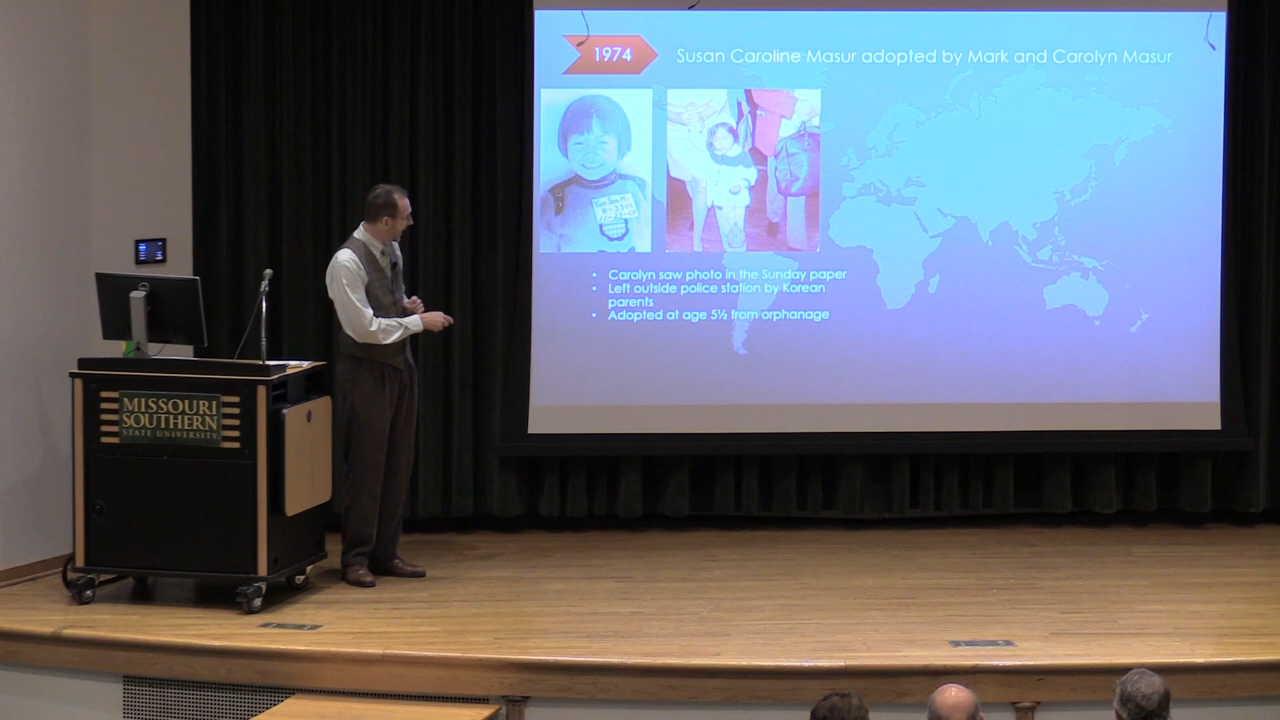 1974
Susan Caroline Masur adopted by Mark and Carolyn Masur
• Carolyn saw photo in the Sunday paper
• Left outside police station by Korean
parents
• Adopted at age 5½ from orphanage
MISSOURI
SOUTHERN
STATE UNIVERSITY